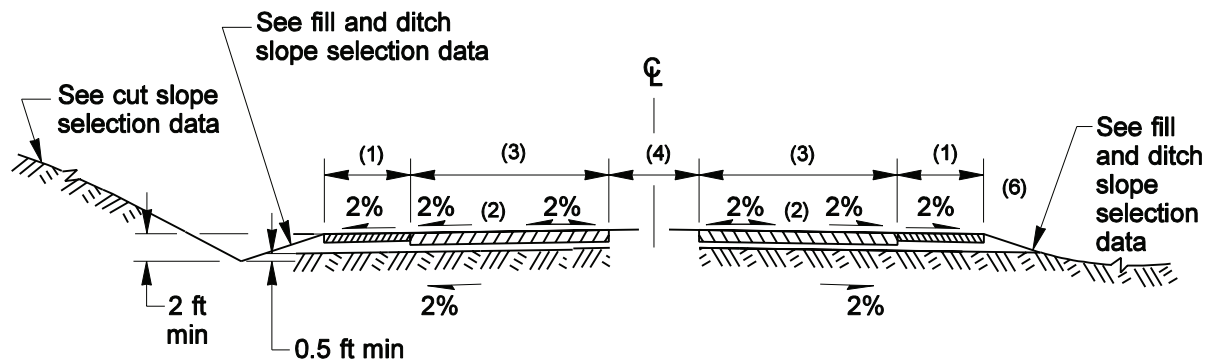 See fill and ditch
slope selection data
See cut slope
selection data
℄
See fill
and ditch
slope
selection
data
(1)
(3)
(4)
(3)
(1)
(6)
2%
2%
(2)
2%
2%
(2)
2%
2%
2%
2%
2 ft
min
0.5 ft min